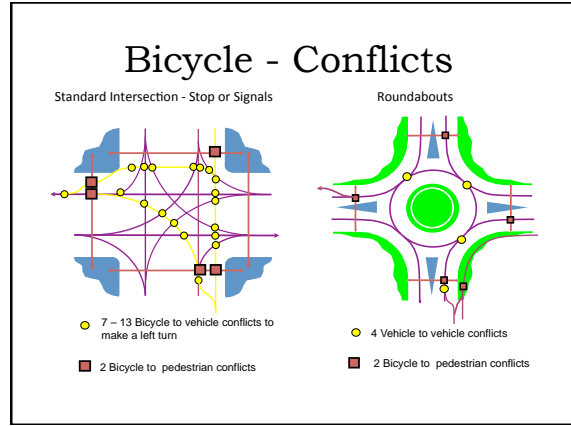 Bicycle - Conflicts
Standard Intersection - Stop or Signals
Roundabouts
7 – 13 Bicycle to vehicle conflicts to
make a left turn
2 Bicycle to  pedestrian conflicts
4 Vehicle to vehicle conflicts
2 Bicycle to pedestrian conflicts